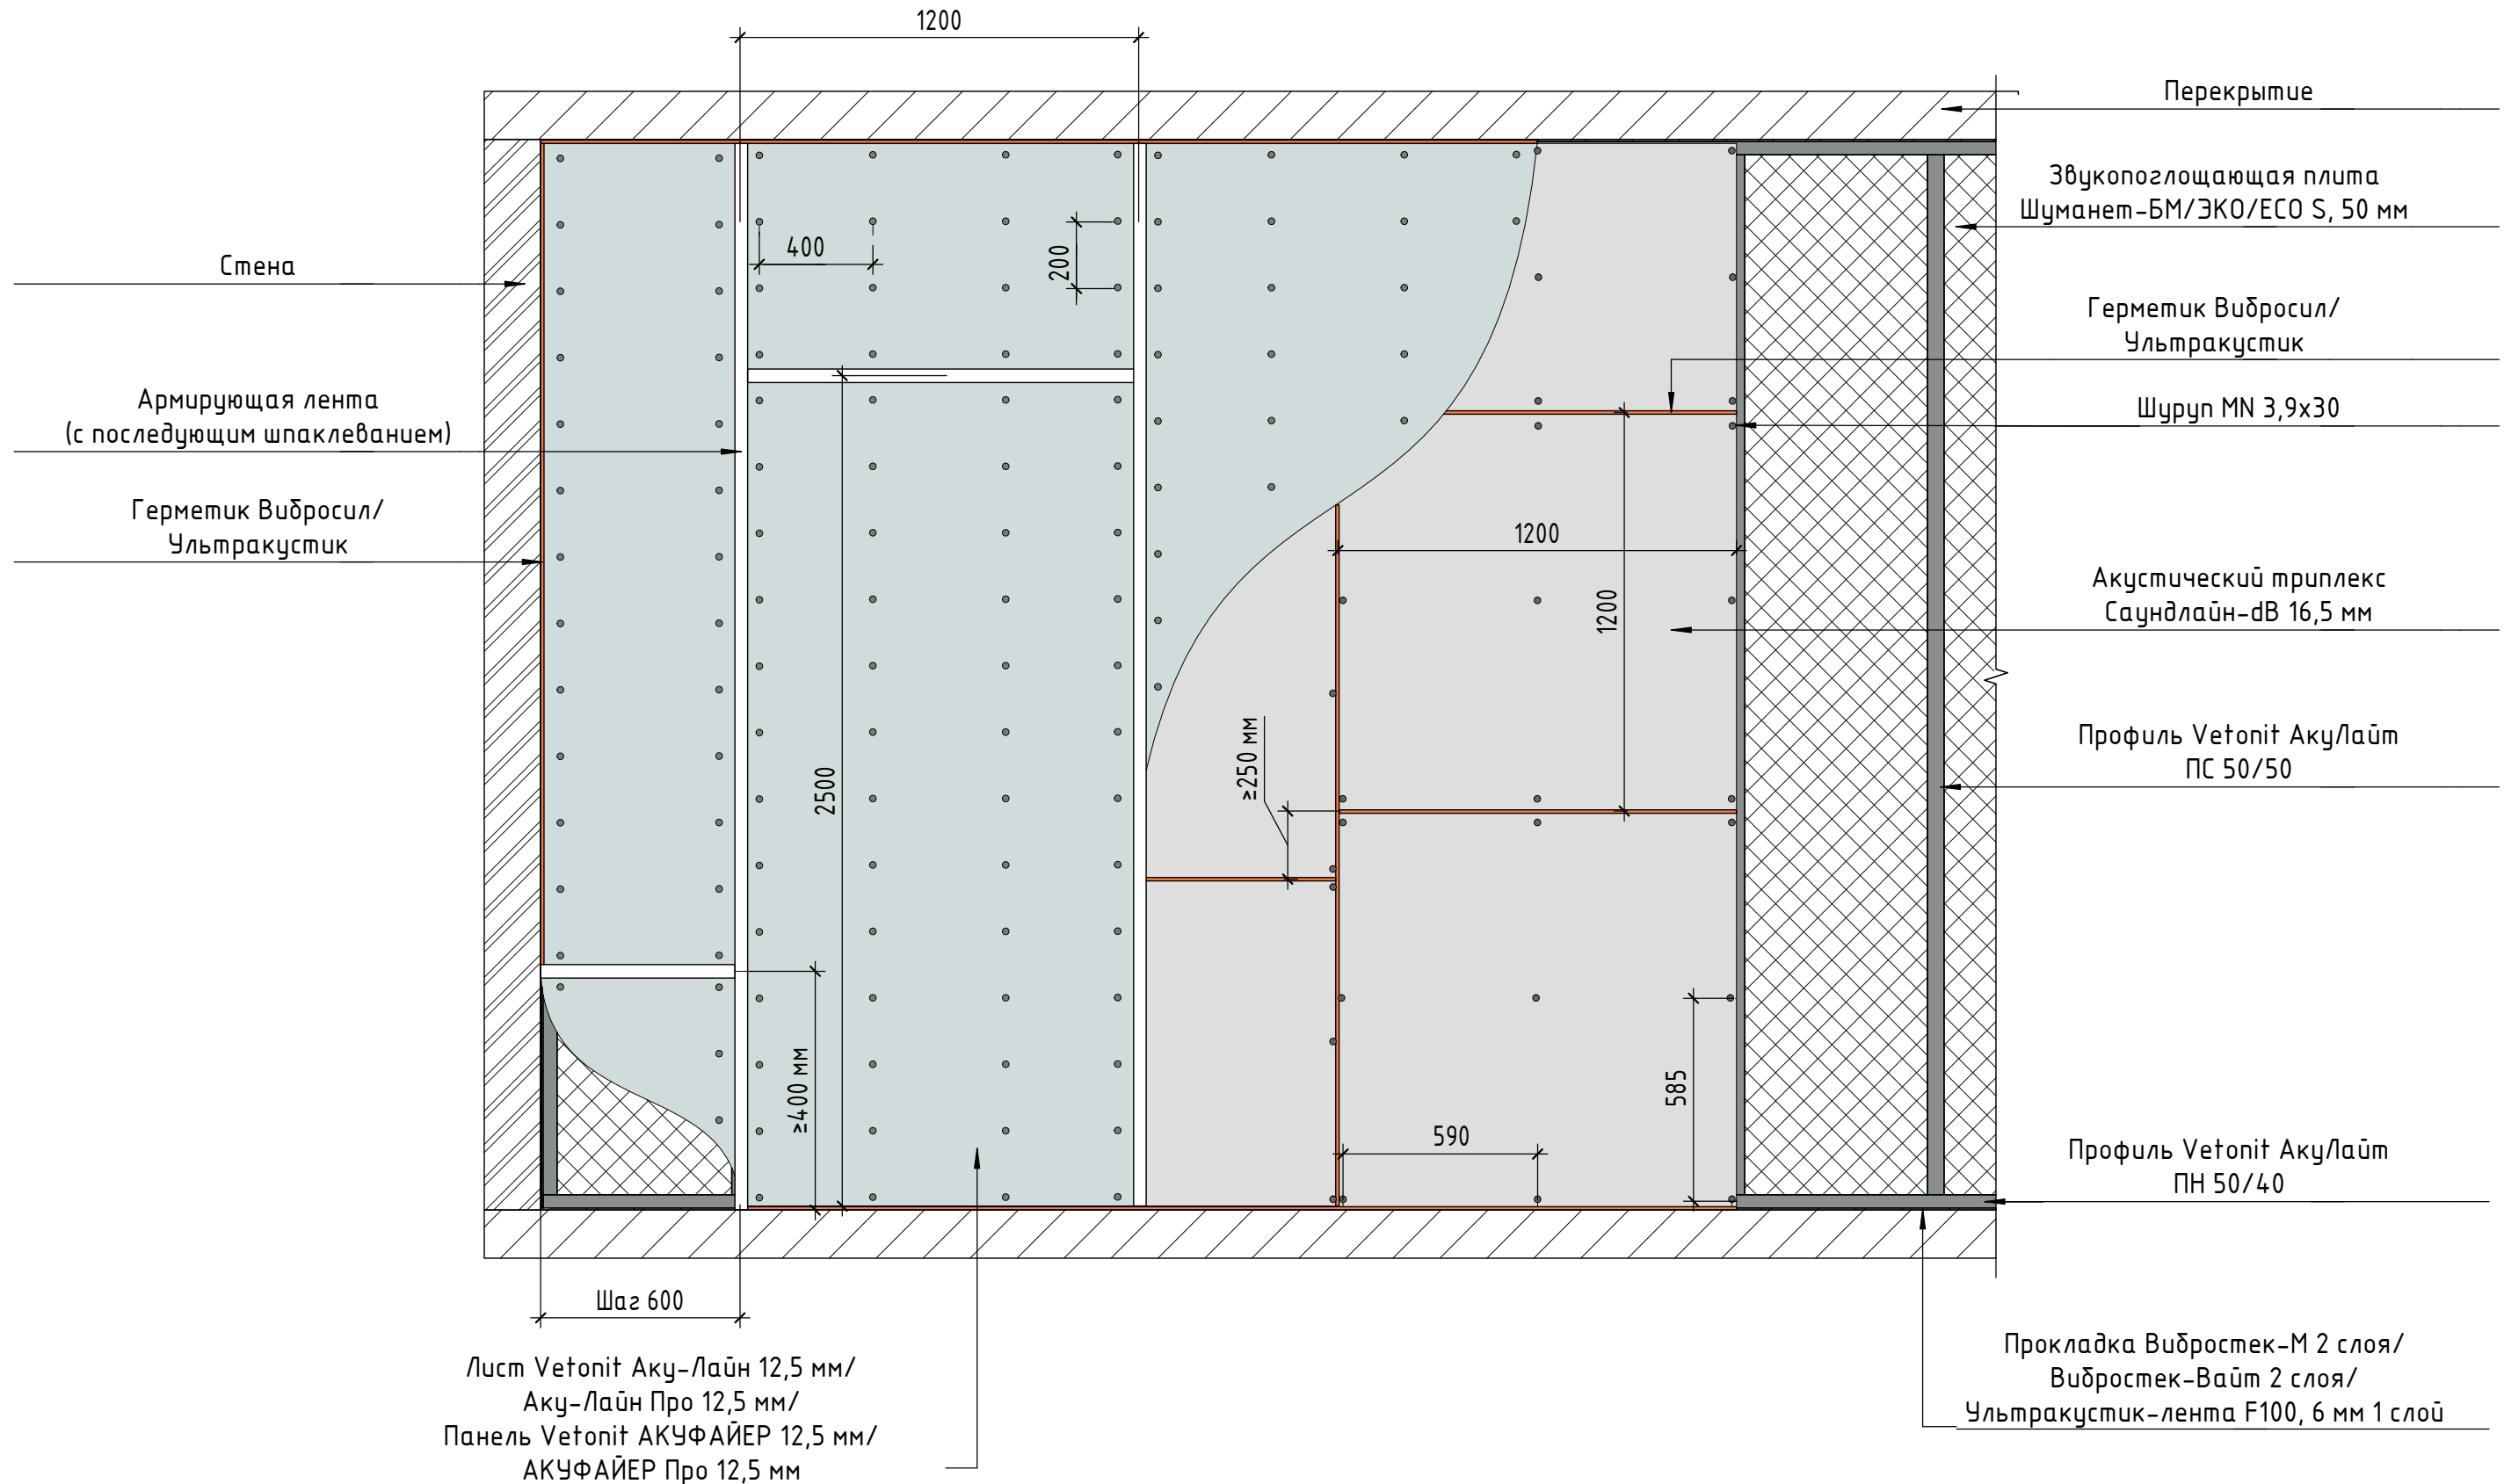 1200
Перекрытие
Звукопоглощающая плита
Шуманет-БМ/ЭКО/ECO S, 50 мм
400
200
Стена
Герметик Вибросил/
Ультракустик
Армирующая лента
(с последующим шпаклеванием)
Шуруп MN 3,9x30
Герметик Вибросил/
Ультракустик
1200
1200
Акустический триплекс
Саундлайн-dB 16,5 мм
≥250 мм
2500
Профиль Vetonit АкуЛайт
ПС 50/50
≥400 мм
585
590
Профиль Vetonit АкуЛайт
ПН 50/40
Шаг 600
Лист Vetonit Аку-Лайн 12,5 мм/
Аку-Лайн Про 12,5 мм/
Панель Vetonit АКУФАЙЕР 12,5 мм/
АКУФАЙЕР Про 12,5 мм
Прокладка Вибростек-М 2 слоя/
Вибростек-Вайт 2 слоя/
Ультракустик-лента F100, 6 мм 1 слой